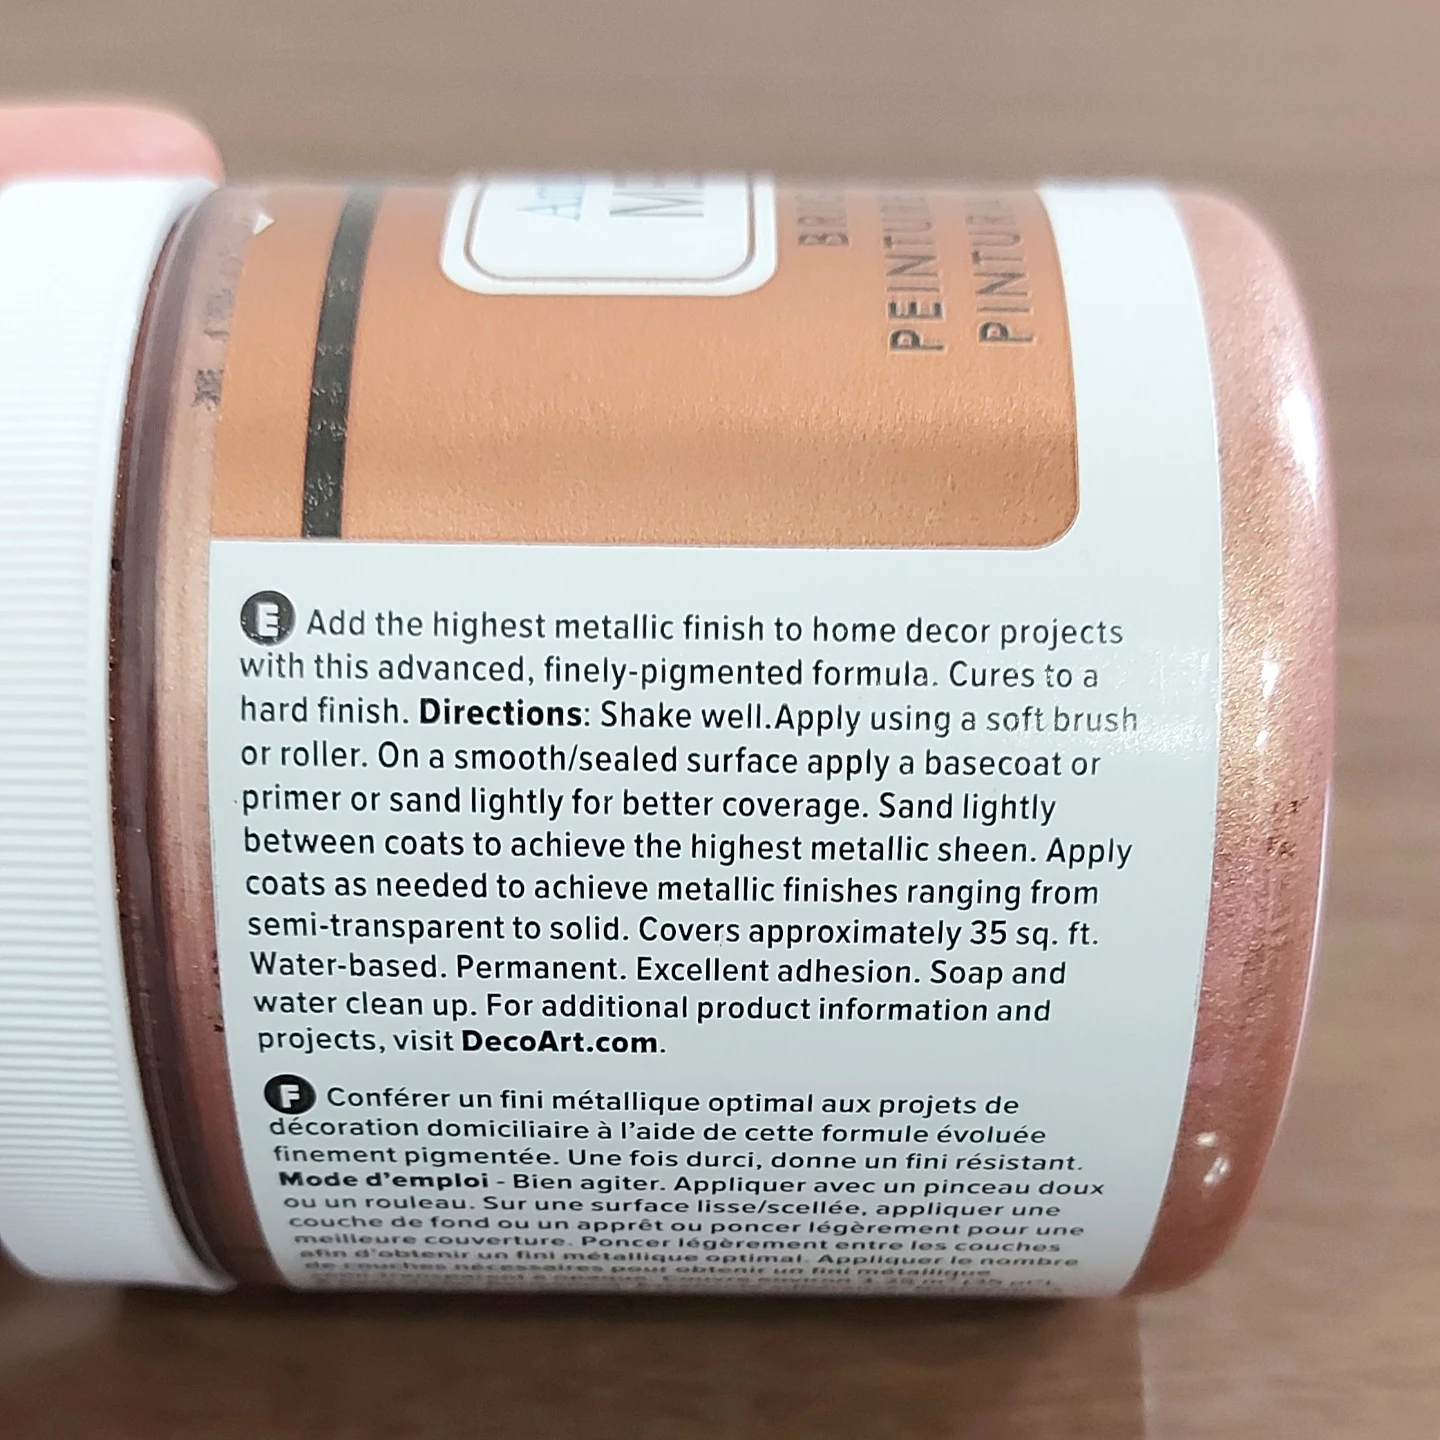 PEINTURE
PINTURA
E Add the highest metallic finish to home decor projects
with this advanced, finely-pigmented formula. Cures to a
hard finish. Directions: Shake well.Apply using a soft brush
or roller. On a smooth/sealed surface apply a basecoat or
primer or sand lightly for better coverage. Sand lightly
between coats to achieve the highest metallic sheen. Apply
coats as needed to achieve metallic finishes ranging from
semi-transparent to solid. Covers approximately 35 sq. ft.
Water-based. Permanent. Excellent adhesion. Soap and
water clean up. For additional product information and
projects, visit DecoArt.com.
F Conférer un fini métallique optimal aux projets de
décoration domiciliaire à l'aide de cette formule évoluée
finement pigmentée. Une fois durci, donne un fini résistant.
Mode d'emploi - Bien agiter. Appliquer avec un pinceau doux
ou un rouleau. Sur une surface lisse/scellée, appliquer une
couche de fond ou un apprêt ou poncer légèrement pour une
meilleure couverture. Poncer légèrement entre les couches
afin d'obtenir un fini métallique optimal. Appliquer le nombre
de couches nécessaires pour obtenir un fini métallique